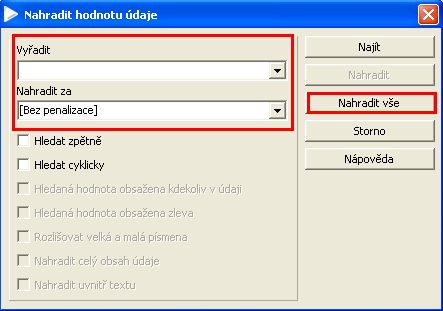 Nahradit hodnotu údaje
Vyřadit
Nahradit za
[Bez penalizace]
Hledat zpětně
Hledat cyklicky
Hledaná hodnota obsažena kdekoliv v údaji
Hledaná hodnota obsažena zleva
Rozlišovat velká a malá písmena
Nahradit celý obsah údaje
Nahradit uvnitř textu
Najít
Nahradit
Nahradit vše
Storno
Nápověda